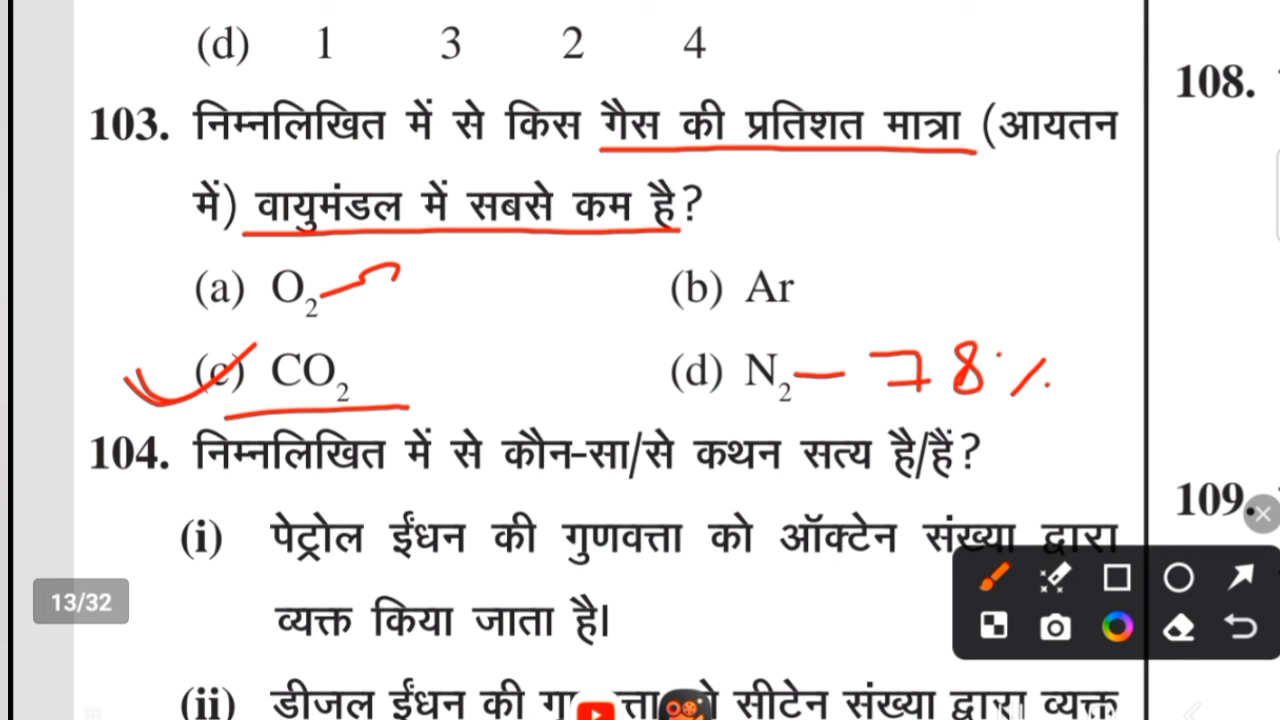 (d) 1 3 2 4
108.
103. निम्नलिखित में से किस गैस की प्रतिशत मात्रा (आयतन
में) वायुमंडल में सबसे कम है?
(a) O₂
(b) Ar
(c) CO₂
(d) N₂ — 78%
104. निम्नलिखित में से कौन-सा/से कथन सत्य है/हैं?
109.
(i) पेट्रोल ईंधन की गुणवत्ता को ऑक्टेन संख्या द्वारा
व्यक्त किया जाता है।
13/32
(ii) डीजल ईंधन की सीटेन संख्या द्वारा व्यक्त